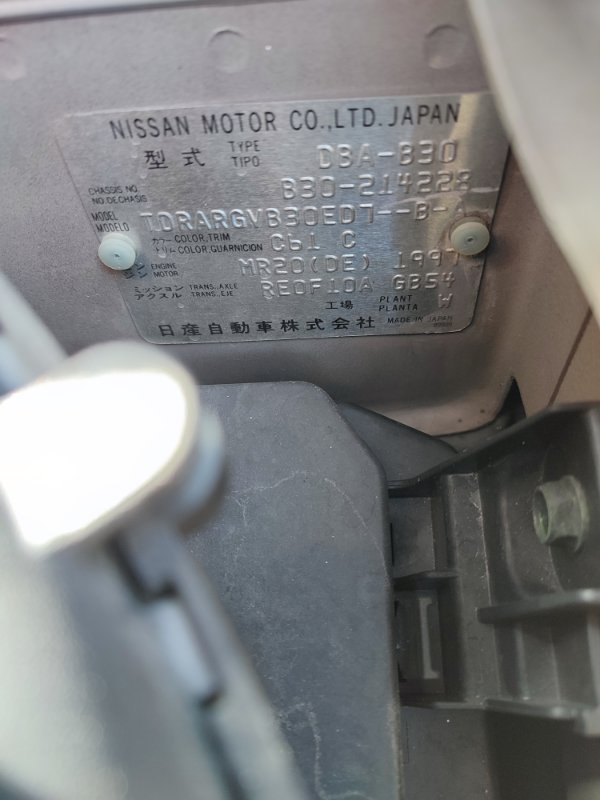 NISSAN MOTOR CO.,LTD. JAPAN
型式 TYPE TIPO DBA-B30
CHASSIS NO. NO.DE CHASIS B30-214228
MODEL MODELO TDRARGVB30ED7--B-A
カラー COLOR,TRIM トリム COLOR,GUARNICION C61 C
ENGINE MOTOR MR20(DE) 1997
ミッション TRANS. AXLE アクスル TRANS. EJE RE0F10A GB54
工場 PLANT PLANTA W
日産自動車株式会社 MADE IN JAPAN